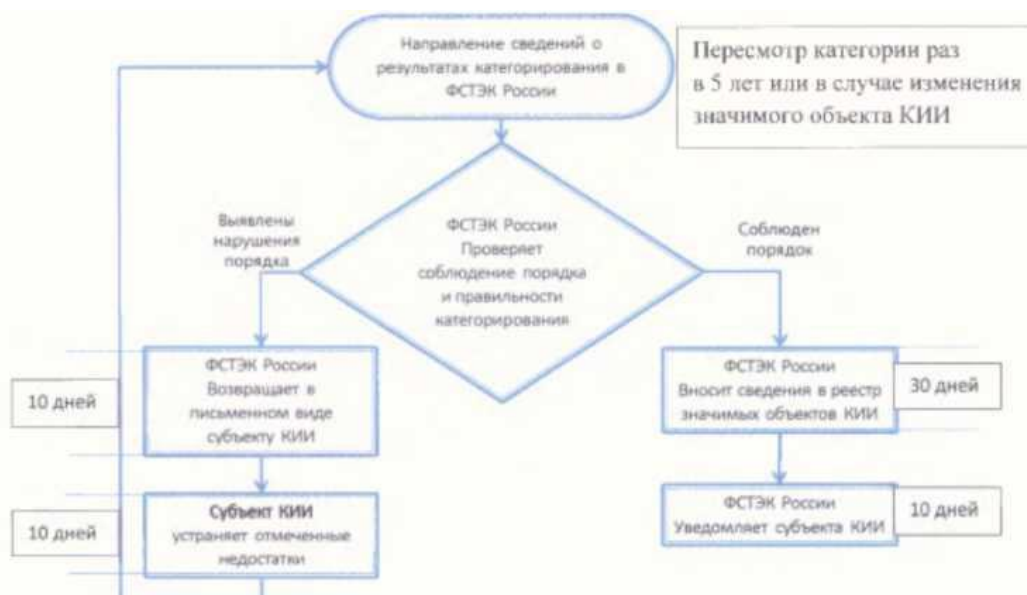 Направление сведений о
результатах категорирования в
ФСТЭК России
Пересмотр категории раз
в 5 лет или в случае изменения
значимого объекта КИИ
ФСТЭК России
Проверяет
соблюдение порядка
и правильности
категорирования
Выявлены
нарушения
порядка
Соблюден
порядок
10 дней
ФСТЭК России
Возвращает в
письменном виде
субъекту КИИ
ФСТЭК России
Вносит сведения в реестр
значимых объектов КИИ
30 дней
10 дней
Субъект КИИ
устраняет отмеченные
недостатки
ФСТЭК России
Уведомляет субъекта КИИ
10 дней